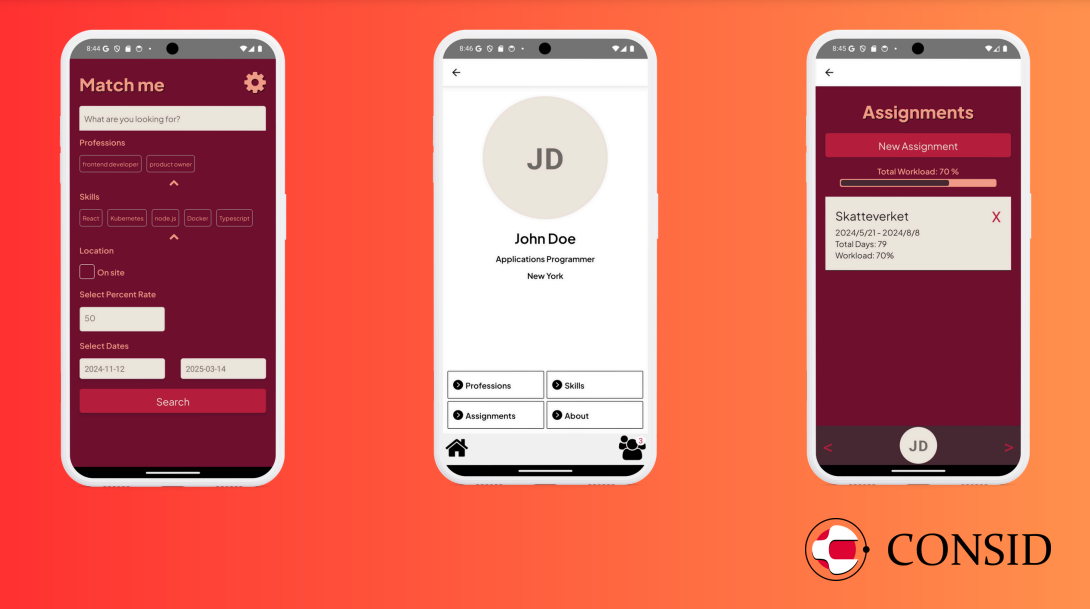 8:44 G
Match me
What are you looking for?
Professions
frontend developer
product owner
Skills
React
Kubernetes
node.js
Docker
Typescript
Location
On site
Select Percent Rate
50
Select Dates
2024-11-12
2025-03-14
Search
8:46 G
JD
John Doe
Applications Programmer
New York
Professions
Skills
Assignments
About
3
8:45 G
Assignments
New Assignment
Total Workload: 70 %
Skatteverket
X
2024/5/21 - 2024/8/8
Total Days: 79
Workload: 70%
<
JD
>
CONSID